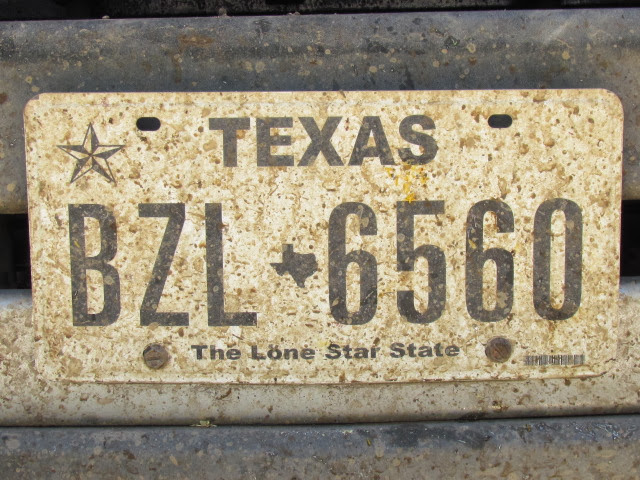 TEXAS
BZL 6560
The Lone Star State